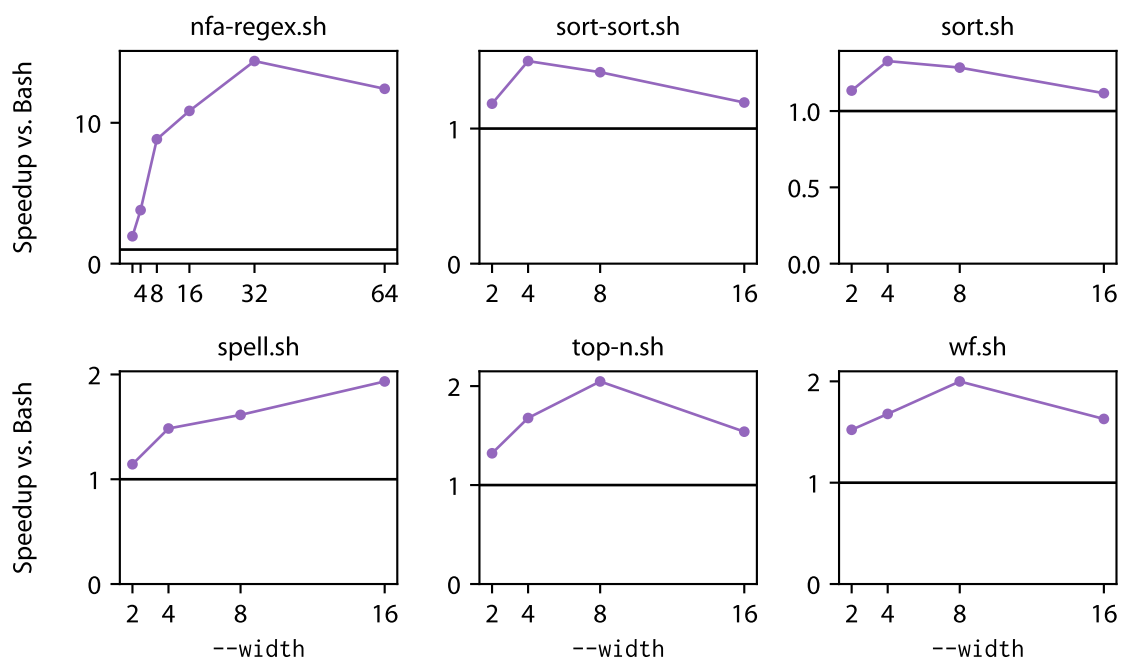 nfa-regex.sh
sort-sort.sh
sort.sh
Speedup vs. Bash
10
0
4 8 16 32 64
1
0
2 4 8 16
1.0
0.5
0.0
2 4 8 16
spell.sh
top-n.sh
wf.sh
Speedup vs. Bash
2
1
0
2 4 8 16
--width
2
1
0
2 4 8 16
--width
2
1
0
2 4 8 16
--width